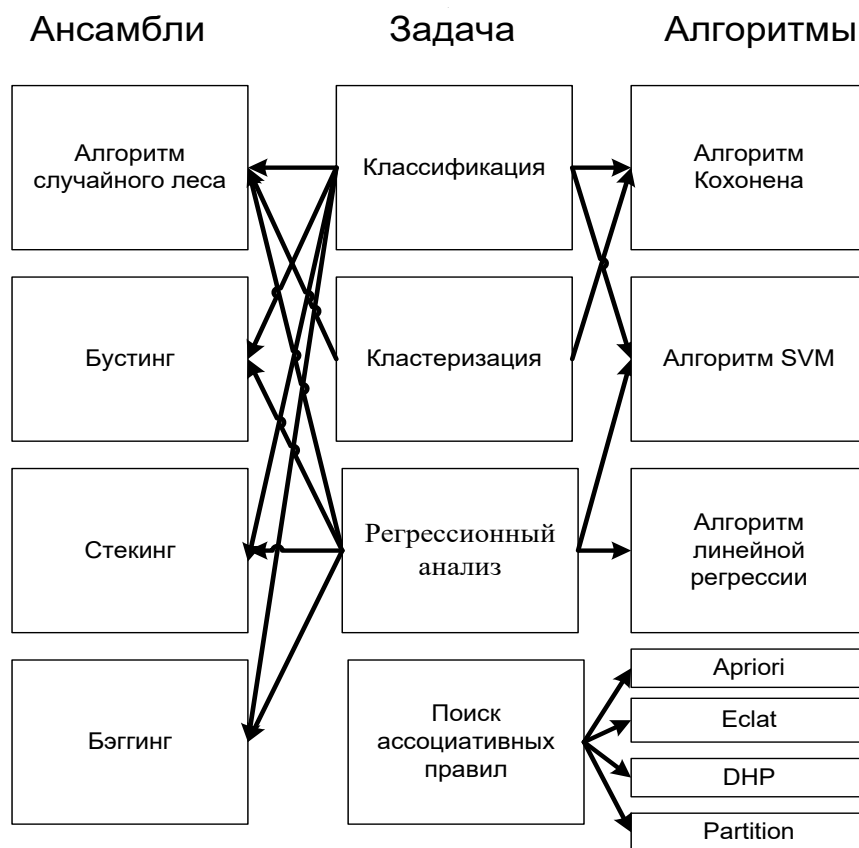 Ансамбли
Задача
Алгоритмы
Алгоритм
случайного леса
Классификация
Алгоритм
Кохонена
Бустинг
Кластеризация
Алгоритм SVM
Стекинг
Регрессионный
анализ
Алгоритм
линейной
регрессии
Бэггинг
Поиск
ассоциативных
правил
Apriori
Eclat
DHP
Partition